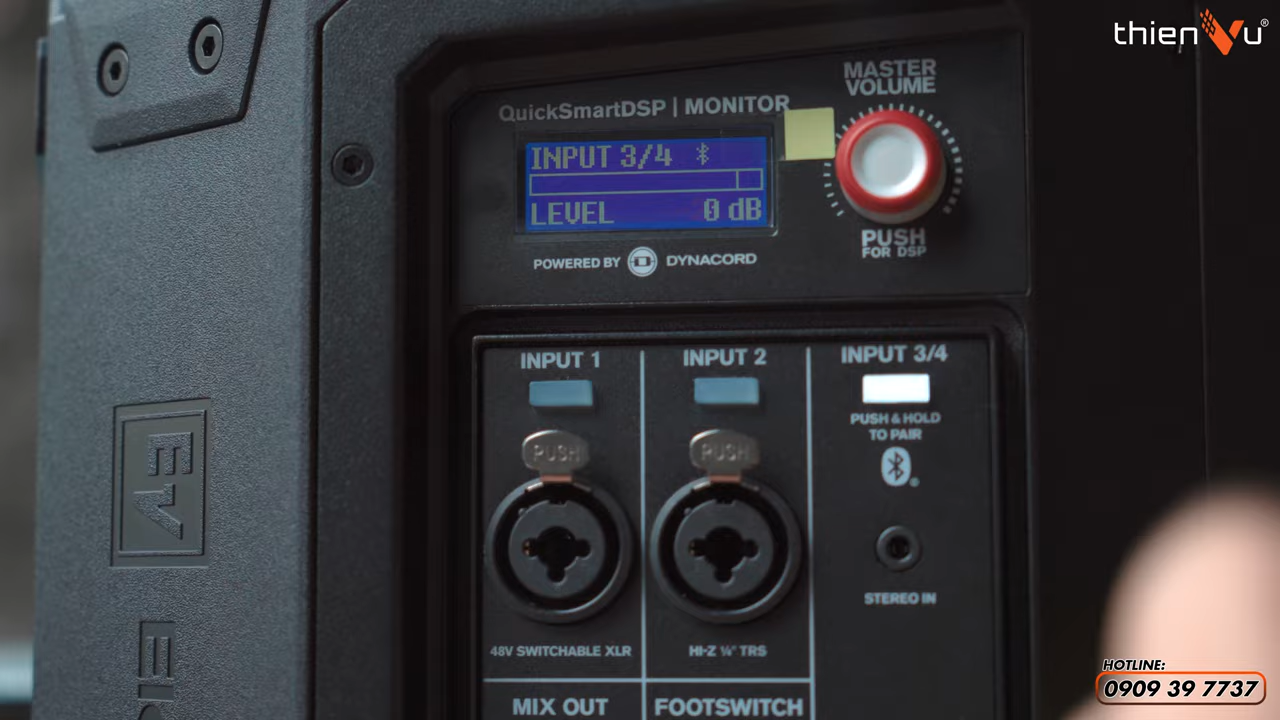 thienVu®
MASTER
VOLUME
QuickSmartDSP | MONITOR
INPUT 3/4
LEVEL 0 dB
PUSH
FOR DSP
POWERED BY DYNACORD
INPUT 1
INPUT 2
INPUT 3/4
PUSH & HOLD
TO PAIR
PUSH
PUSH
STEREO IN
48V SWITCHABLE XLR
HI-Z ¼" TRS
MIX OUT
FOOTSWITCH
EV
HOTLINE:
0909 39 7737